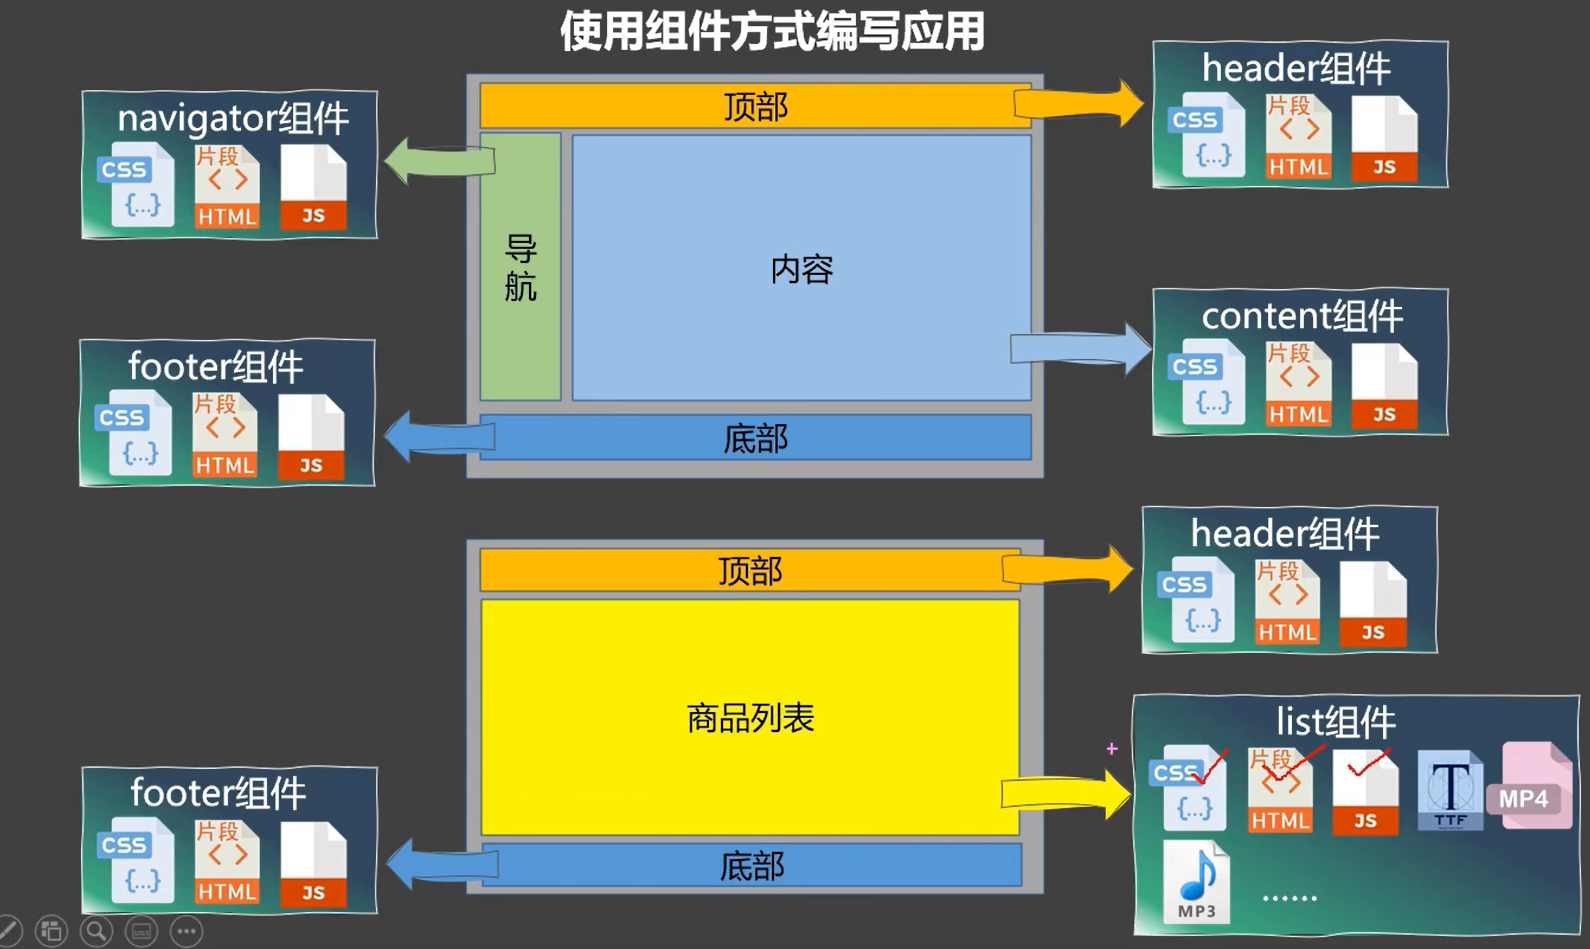 使用组件方式编写应用
navigator组件
CSS
{...}
片段
< >
HTML
JS
顶部
header组件
CSS
{...}
片段
< >
HTML
JS
导
航
内容
footer组件
CSS
{...}
片段
< >
HTML
JS
底部
content组件
CSS
{...}
片段
< >
HTML
JS
顶部
header组件
CSS
{...}
片段
< >
HTML
JS
商品列表
list组件
CSS
{...}
片段
< >
HTML
JS
T
TTF
MP4
MP3
......
footer组件
CSS
{...}
片段
< >
HTML
JS
底部